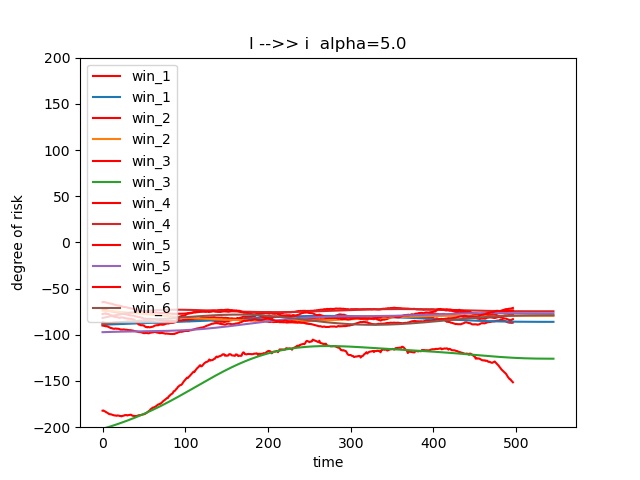 l -->> i  alpha=5.0
200
150
100
50
0
−50
−100
−150
−200
degree of risk
win_1
win_1
win_2
win_2
win_3
win_3
win_4
win_4
win_5
win_5
win_6
win_6
0
100
200
300
400
500
time